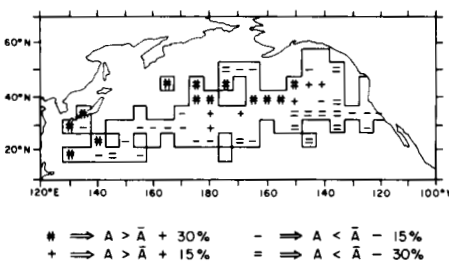 60°N
40°N
20°N
120°E 140 160 180 160 140 120 100°W
# ⟹ A > Ā + 30% − ⟹ A < Ā − 15%
+ ⟹ A > Ā + 15% = ⟹ A < Ā − 30%